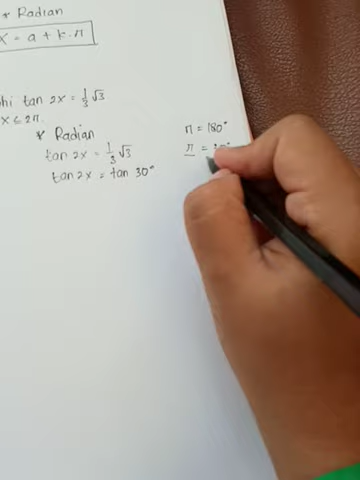 * Radian
x = a + k.π
hi tan 2x = 1/3 √3
x ≤ 2π.
* Radian
π = 180°
tan 2x = 1/3 √3
π =
tan 2x = tan 30°